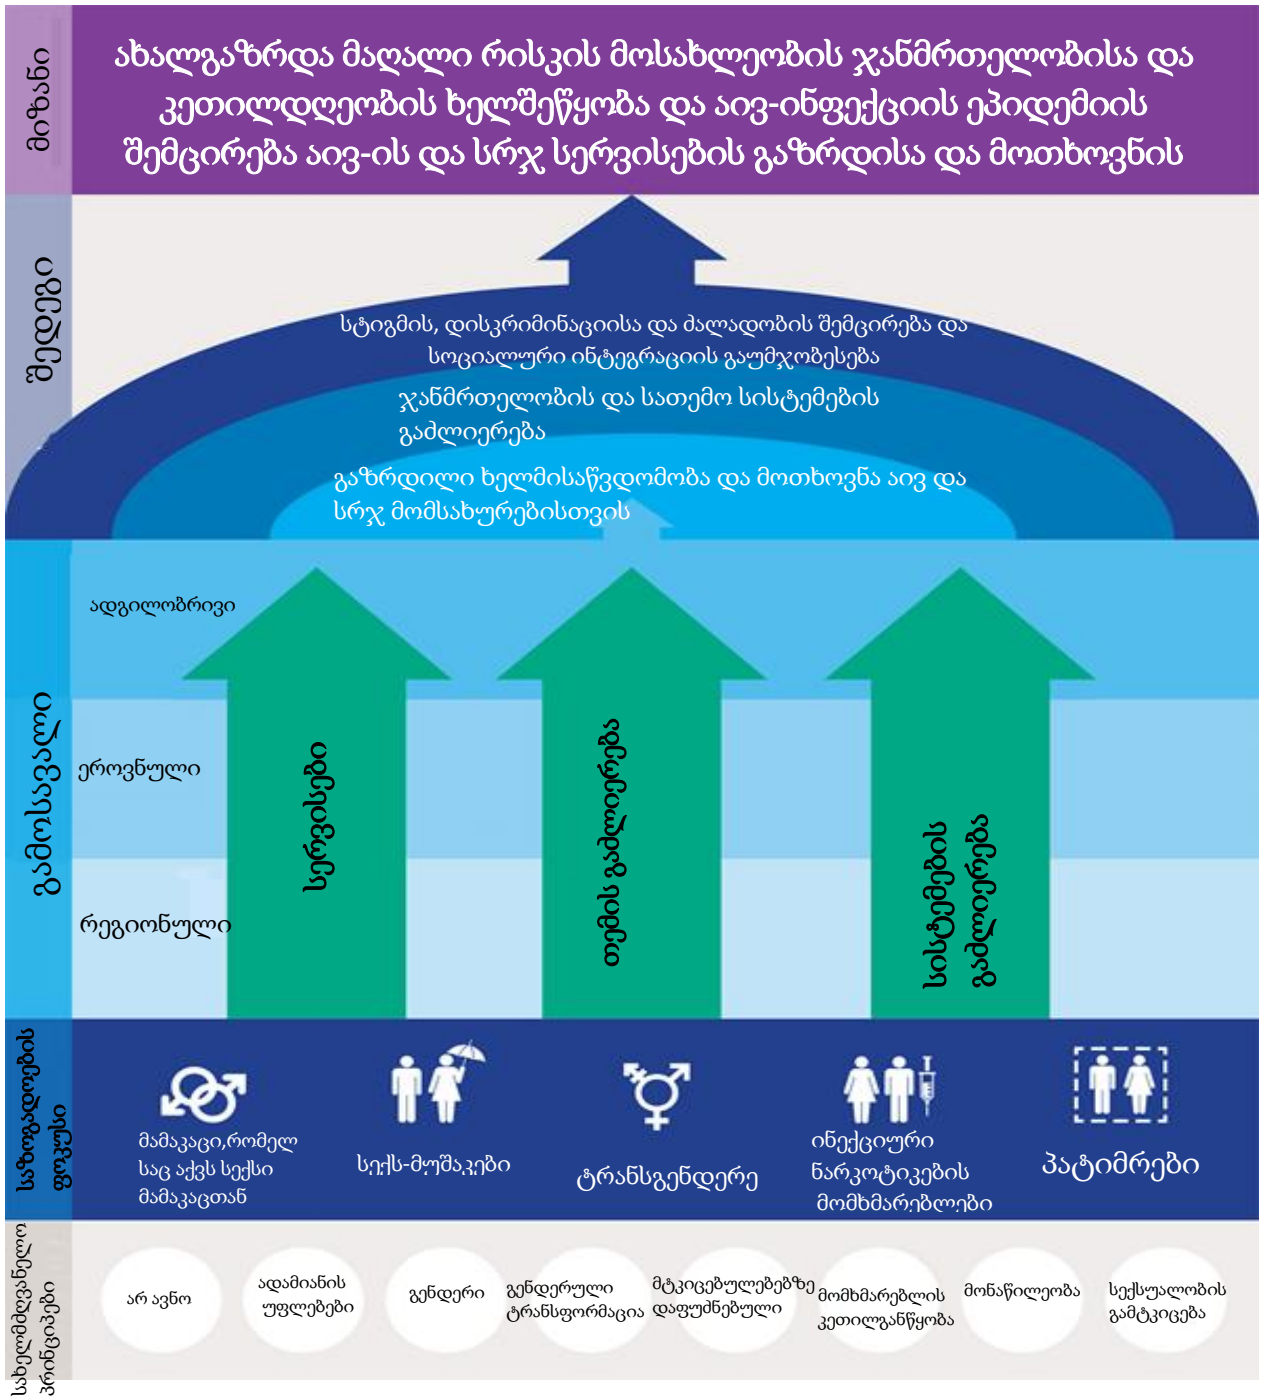 მიზანი
ახალგაზრდა მაღალი რისკის მოსახლეობის ჯანმრთელობისა და
კეთილდღეობის ხელშეწყობა და აივ-ინფექციის ეპიდემიის
შემცირება აივ-ის და სრჯ სერვისების გაზრდისა და მოთხოვნის
შედეგი
სტიგმის, დისკრიმინაციისა და ძალადობის შემცირება და
სოციალური ინტეგრაციის გაუმჯობესება
ჯანმრთელობის და სათემო სისტემების
გაძლიერება
გაზრდილი ხელმისაწვდომობა და მოთხოვნა აივ და
სრჯ მომსახურებისთვის
გამოსავალი
ადგილობრივი
ეროვნული
რეგიონული
სერვისები
თემის გაძლიერება
სისტემების
გაძლიერება
საზოგადოების
ფოკუსი
მამაკაცი,რომელ
საც აქვს სექსი
მამაკაცთან
სექს-მუშაკები
ტრანსგენდერე
ინექციური
ნარკოტიკების
მომხმარებლები
პატიმრები
სახელმძღვანელო
პრინციპები
არ ავნო
ადამიანის
უფლებები
გენდერი
გენდერული
ტრანსფორმაცია
მტკიცებულებებზე
დაფუძნებული
მომხმარებლის
კეთილგანწყობა
მონაწილეობა
სექსუალობის
გამტკიცება